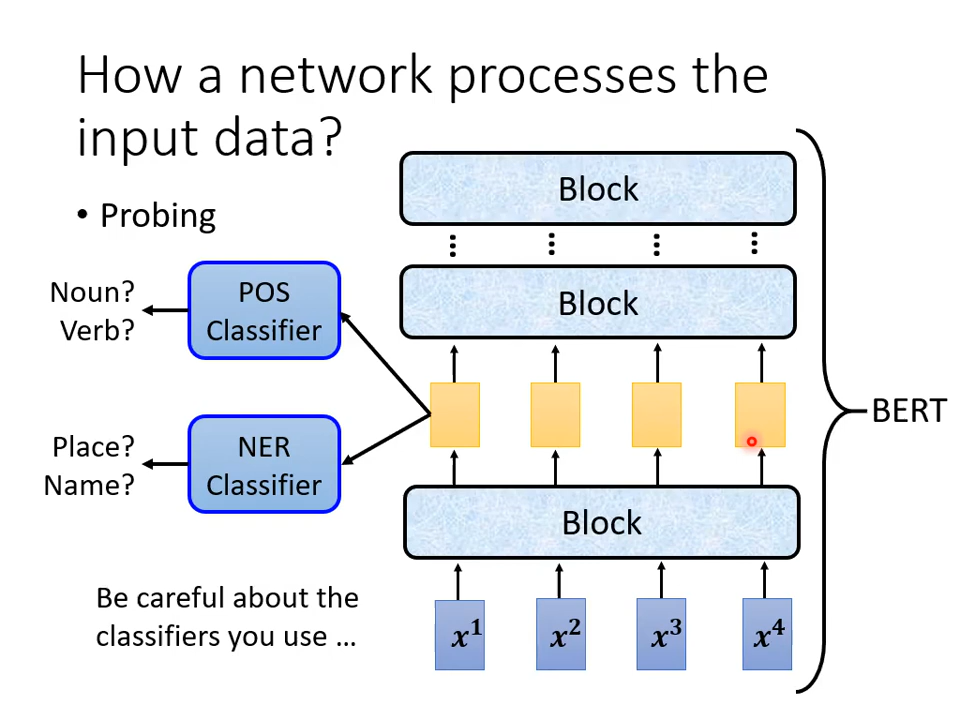 How a network processes the
input data?
• Probing
Noun?
Verb?
POS
Classifier
Place?
Name?
NER
Classifier
Be careful about the
classifiers you use …
Block
Block
Block
x¹ x² x³ x⁴
BERT